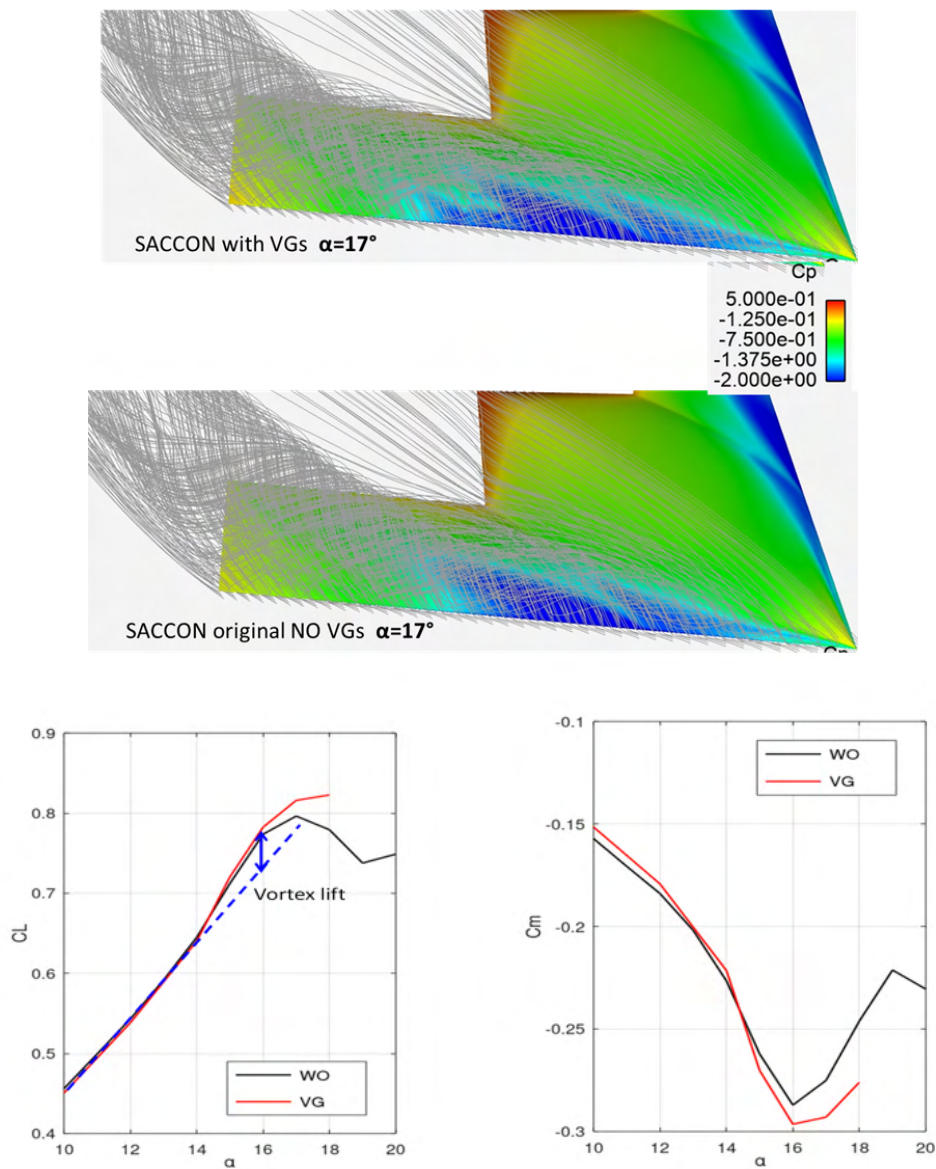 SACCON with VGs α=17°
Cp
5.000e-01
-1.250e-01
-7.500e-01
-1.375e+00
-2.000e+00
SACCON original NO VGs α=17°
0.9
0.8
0.7
0.6
0.5
0.4
CL
Vortex lift
WO
VG
10 12 14 16 18 20
α
-0.1
-0.15
-0.2
-0.25
-0.3
Cm
WO
VG
10 12 14 16 18 20
α